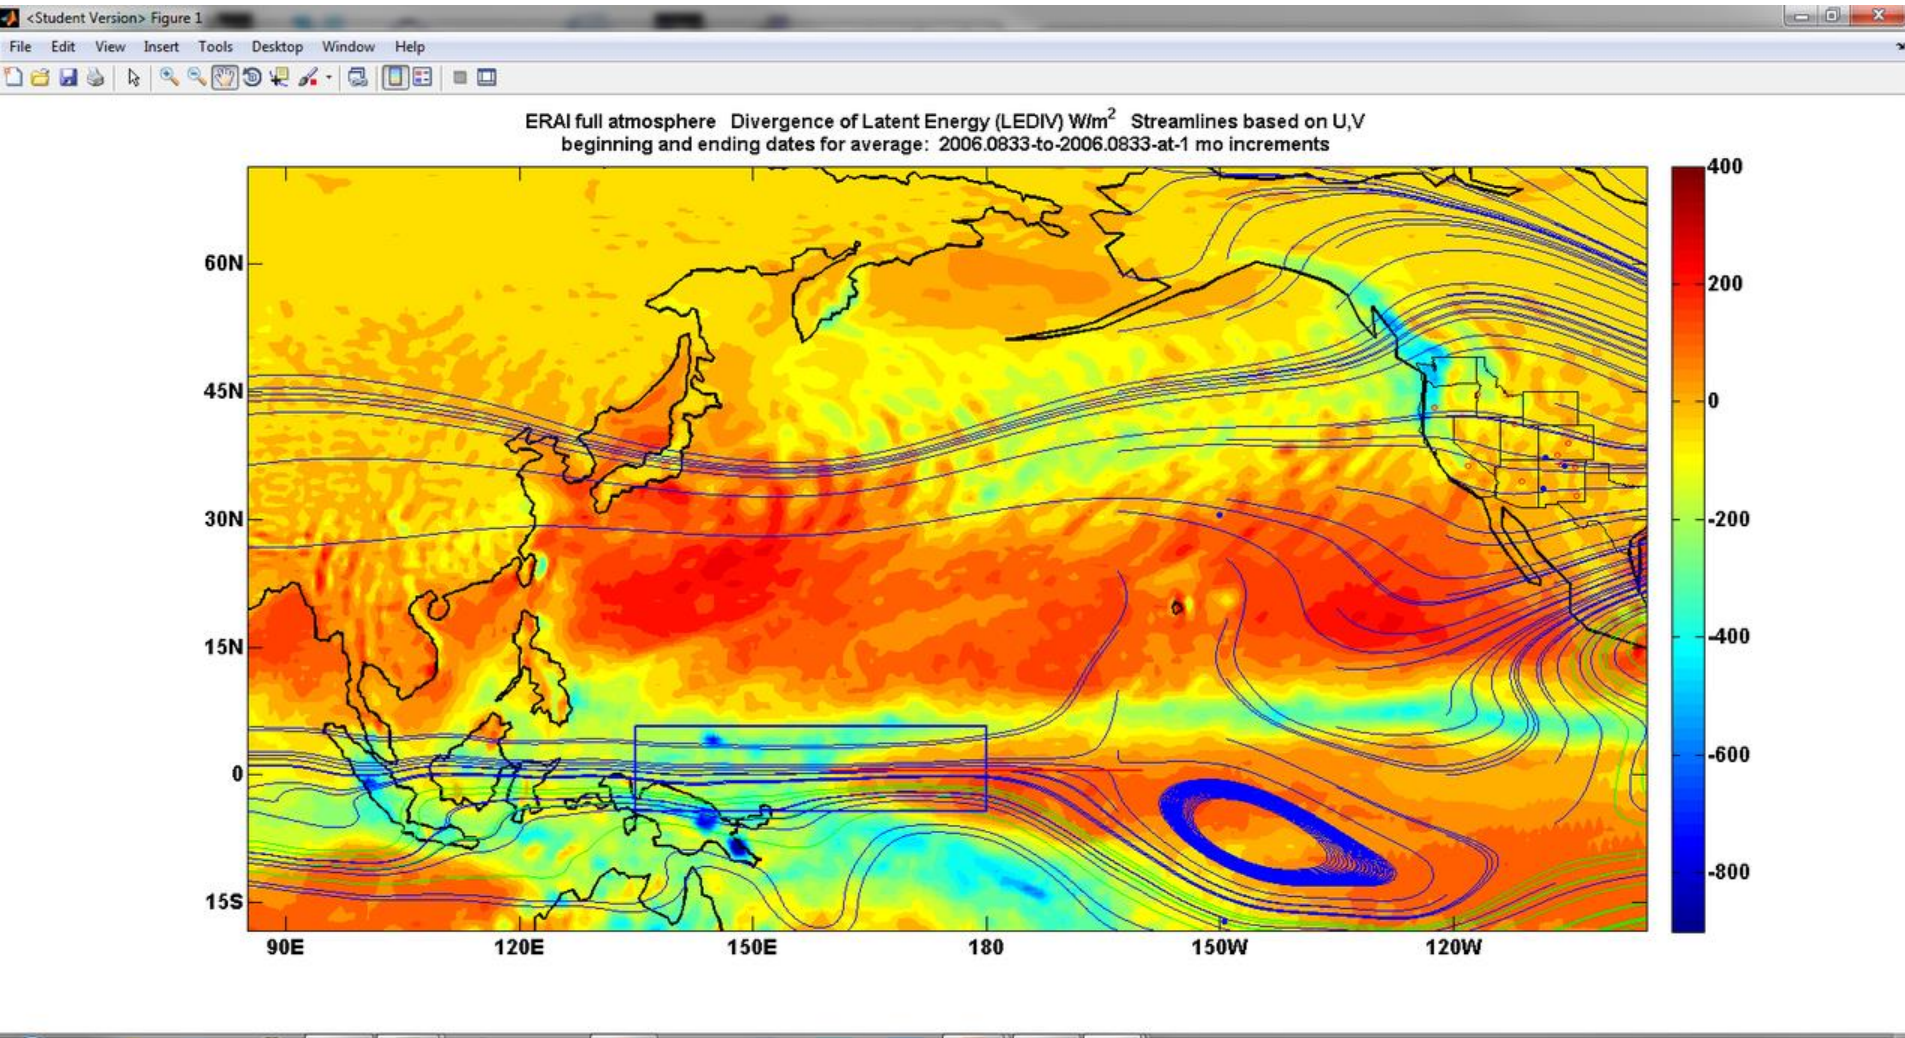 <Student Version> Figure 1
File Edit View Insert Tools Desktop Window Help
ERAI full atmosphere Divergence of Latent Energy (LEDIV) W/m2 Streamlines based on U,V
beginning and ending dates for average: 2006.0833-to-2006.0833-at-1 mo increments
60N
45N
30N
15N
0
15S
90E 120E 150E 180 150W 120W
400
200
0
-200
-400
-600
-800